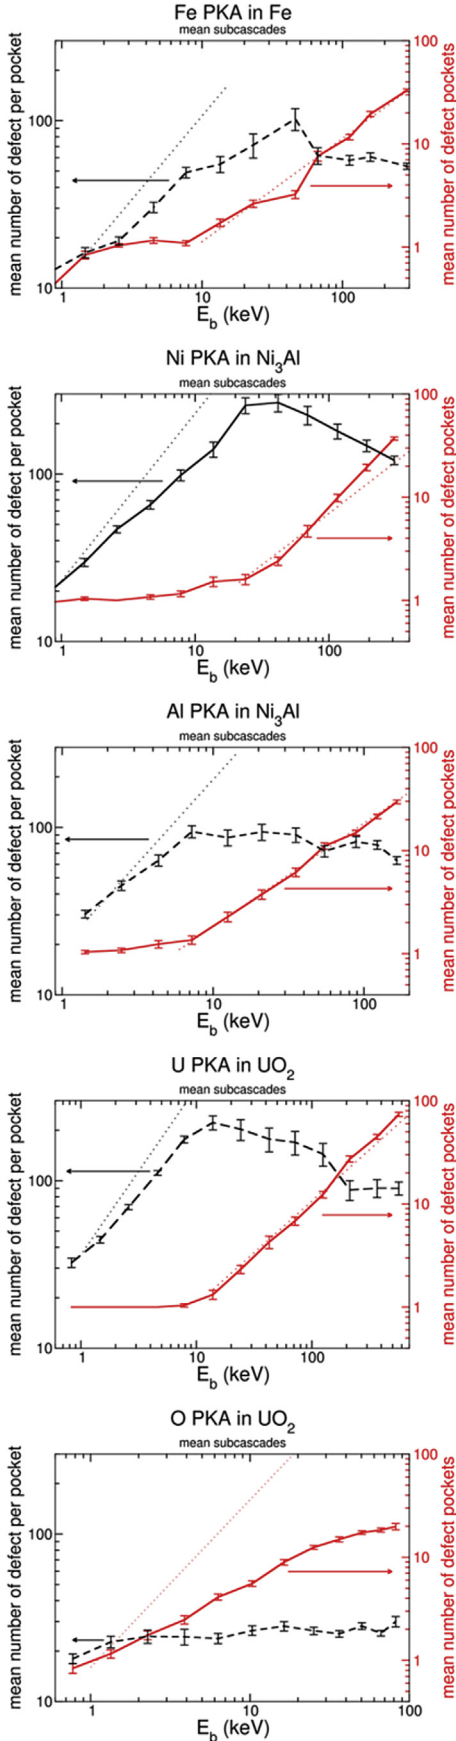 Fe PKA in Fe
mean subcascades
mean number of defect per pocket
100
10
100
10
1
mean number of defect pockets
1
10
100
E_b (keV)
Ni PKA in Ni₃Al
mean subcascades
mean number of defect per pocket
100
10
100
10
1
mean number of defect pockets
1
10
100
E_b (keV)
Al PKA in Ni₃Al
mean subcascades
mean number of defect per pocket
100
10
100
10
1
mean number of defect pockets
1
10
100
E_b (keV)
U PKA in UO₂
mean subcascades
mean number of defect per pocket
100
10
100
10
1
mean number of defect pockets
1
10
100
E_b (keV)
O PKA in UO₂
mean subcascades
mean number of defect per pocket
100
10
100
10
1
mean number of defect pockets
1
10
100
E_b (keV)